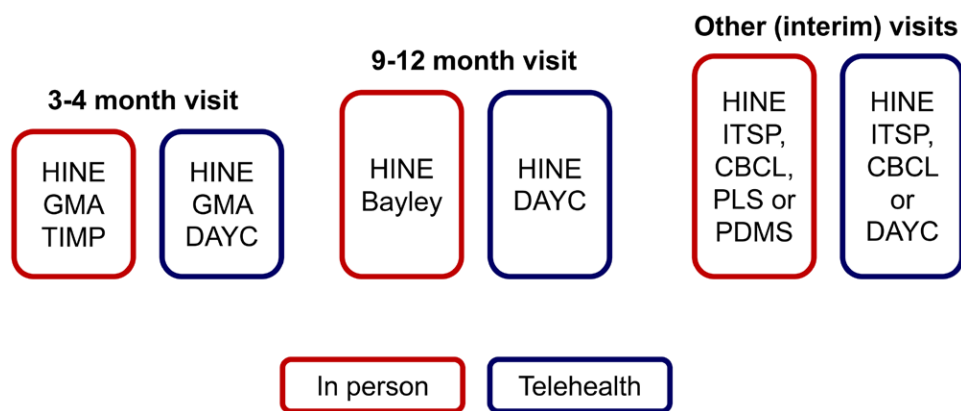 3-4 month visit
HINE
GMA
TIMP
HINE
GMA
DAYC
9-12 month visit
HINE
Bayley
HINE
DAYC
Other (interim) visits
HINE
ITSP,
CBCL,
PLS or
PDMS
HINE
ITSP,
CBCL
or
DAYC
In person
Telehealth